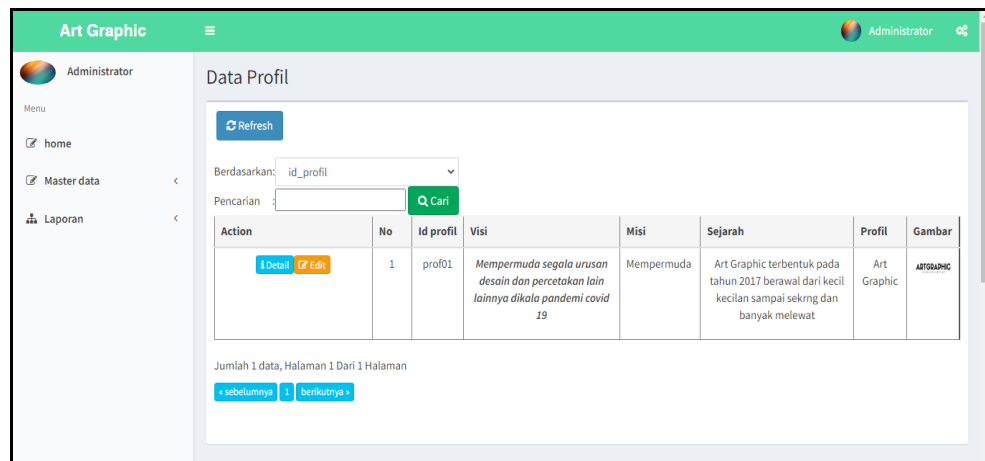 Art Graphic
Administrator
Administrator
Data Profil
Menu
Refresh
home
Berdasarkan: id_profil
Master data
Pencarian : Cari
Laporan
Action No Id profil Visi Misi Sejarah Profil Gambar
Detail Edit 1 prof01 Mempermuda segala urusan Mempermuda Art Graphic terbentuk pada Art ARTGRAPHIC
desain dan percetakan lain tahun 2017 berawal dari kecil Graphic
lainnya dikala pandemi covid kecilan sampai sekrng dan
19 banyak melewat
Jumlah 1 data, Halaman 1 Dari 1 Halaman
« sebelumnya 1 berikutnya »